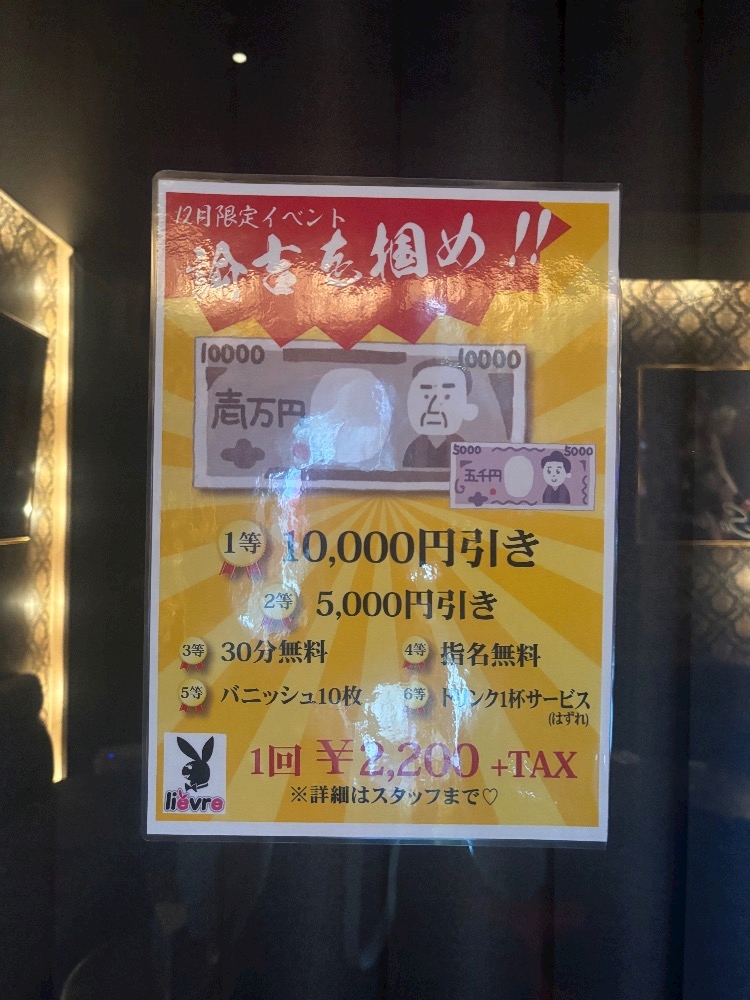 12月限定イベント
諭吉を掴め!!
10000 10000
壱万円
5000 5000
五千円
1等 10,000円引き
2等 5,000円引き
3等 30分無料
4等 指名無料
5等 バニッシュ10枚
6等 ドリンク1杯サービス
(はずれ)
lièvre
1回 ¥2,200 +TAX
※詳細はスタッフまで♡